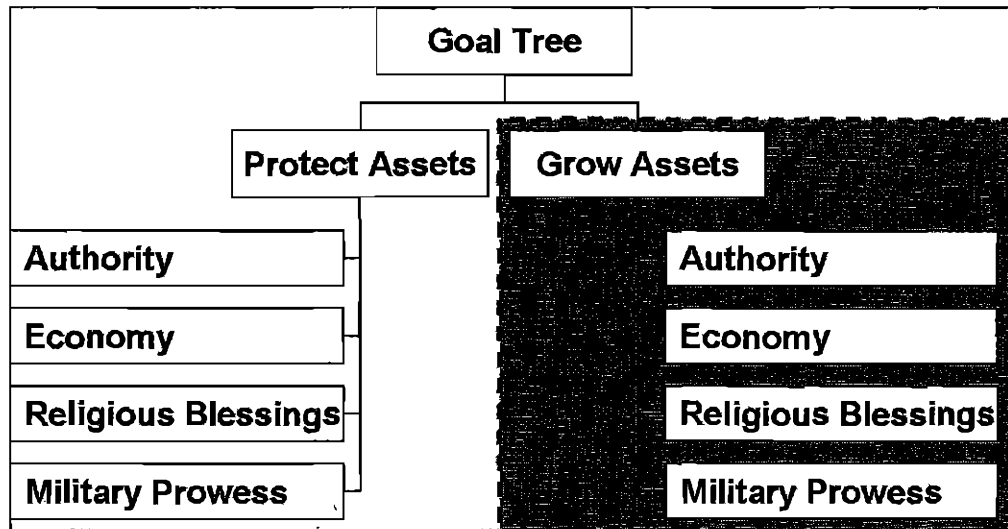 Goal Tree
Protect Assets
Grow Assets
Authority
Economy
Religious Blessings
Military Prowess
Authority
Economy
Religious Blessings
Military Prowess